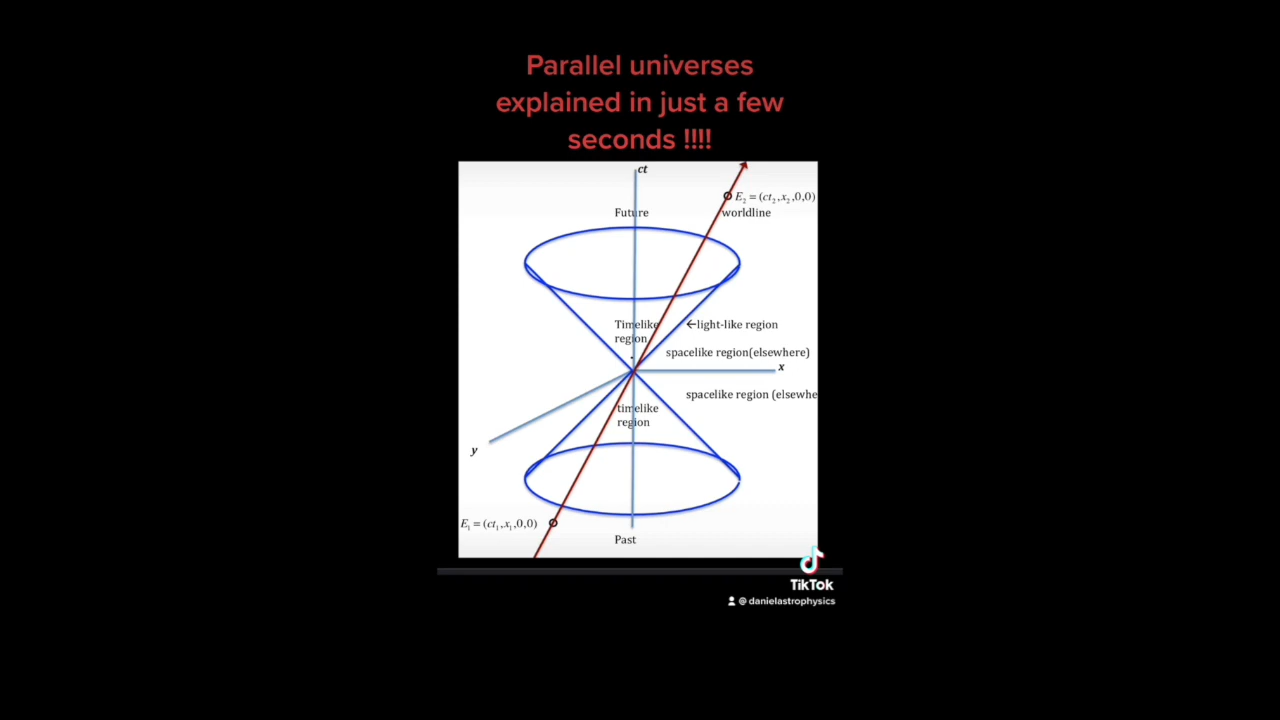 Parallel universes
explained in just a few
seconds !!!!
ct
E₂ = (ct₂,x₂,0,0)
Future
worldline
Timelike
region
←light-like region
spacelike region(elsewhere)
x
spacelike region (elsewhe
timelike
region
y
E₁ = (ct₁,x₁,0,0)
Past
TikTok
@ danielastrophysics